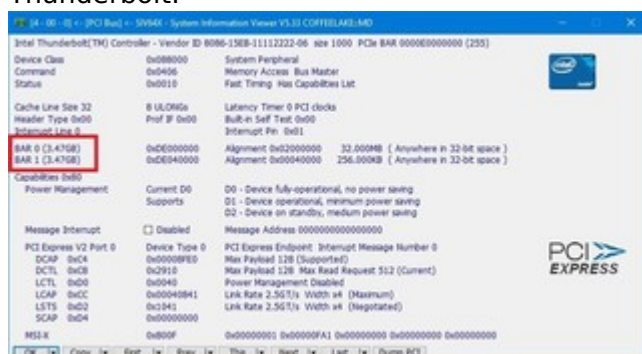 Thunderbolt.
[4 - 00 - 0] <- [PCI Bus] <- SIV64X - System Information Viewer V5.33 COFFEELAKE::MD
Intel Thunderbolt(TM) Controller - Vendor ID 8086-15EB-11112222-06 size 1000 PCIe BAR 0000E0000000 (255)
Device Class 0x088000 System Peripheral
Command 0x0406 Memory Access Bus Master
Status 0x0010 Fast Timing Has Capabilities List
intel
Cache Line Size 32 8 ULONGs Latency Timer 0 PCI clocks
Header Type 0x00 Prof IF 0x00 Built-in Self Test 0x00
Interrupt Line 0 Interrupt Pin 0x01
BAR 0 (3.47GB) 0xDE000000 Alignment 0x02000000 32.000MB ( Anywhere in 32-bit space )
BAR 1 (3.47GB) 0xDE040000 Alignment 0x00040000 256.000KB ( Anywhere in 32-bit space )
Capabilities 0x80
Power Management Current D0 D0 - Device fully-operational, no power saving
Supports D1 - Device operational, minimum power saving
D2 - Device on standby, medium power saving
Message Interrupt Disabled Message Address 0000000000000000
PCI Express V2 Port 0 Device Type 0 PCI Express Endpoint Interrupt Message Number 0
DCAP 0xC4 0x00008FE0 Max Payload 128 (Supported)
DCTL 0xC8 0x2910 Max Payload 128 Max Read Request 512 (Current)
LCTL 0xD0 0x0040 Power Management Disabled
LCAP 0xCC 0x00040841 Link Rate 2.5GT/s Width x4 (Maximum)
LSTS 0xD2 0x1041 Link Rate 2.5GT/s Width x4 (Negotiated)
SCAP 0xD4 0x00000000
PCI EXPRESS
MSI-X 0x800F 0x00000001 0x00000FA1 0x00000000 0x00000000 0x00000000
OK Copy First Prev The Next Last Dump PCI